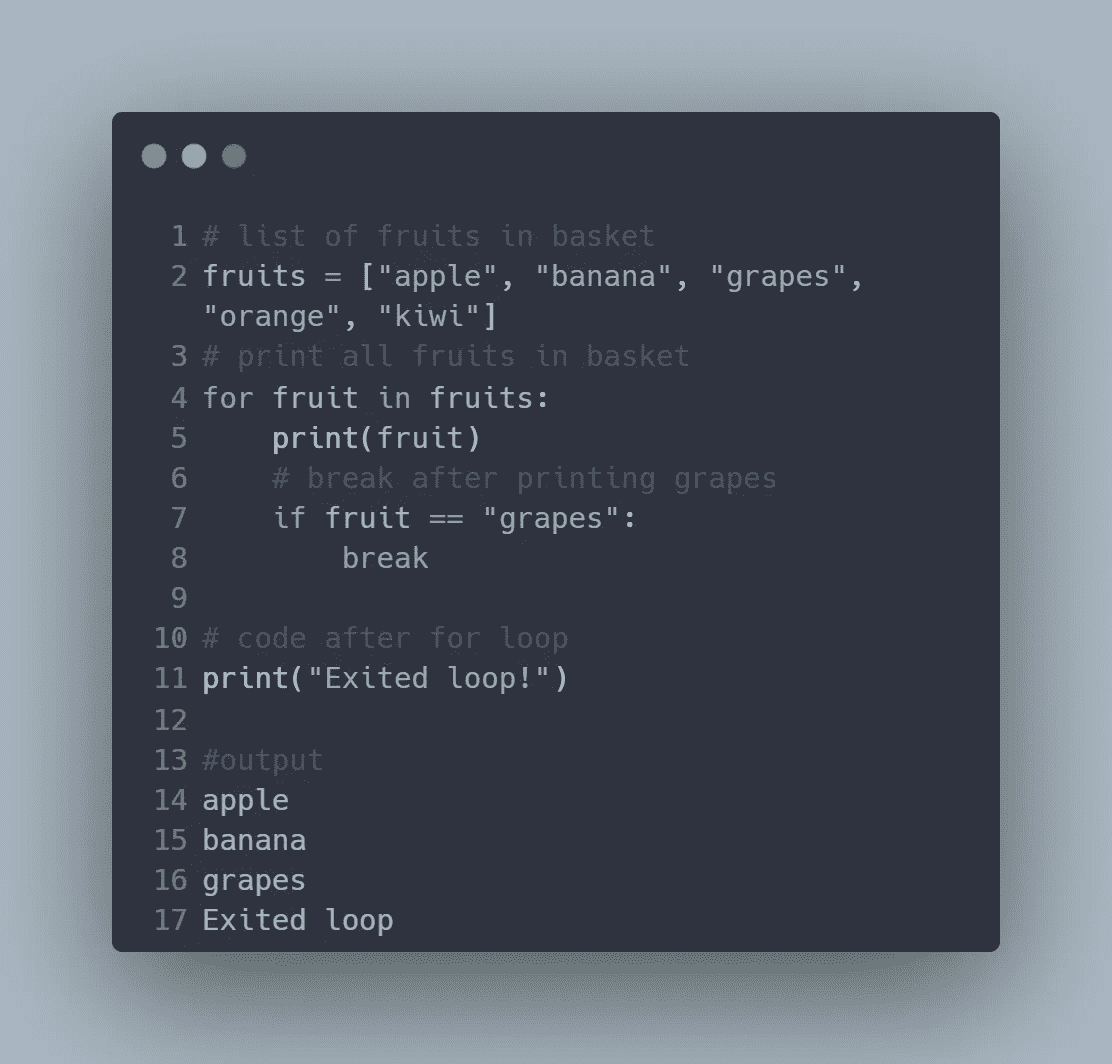 1 # list of fruits in basket
2 fruits = ["apple", "banana", "grapes",
"orange", "kiwi"]
3 # print all fruits in basket
4 for fruit in fruits:
5     print(fruit)
6     # break after printing grapes
7     if fruit == "grapes":
8         break
9
10 # code after for loop
11 print("Exited loop!")
12
13 #output
14 apple
15 banana
16 grapes
17 Exited loop